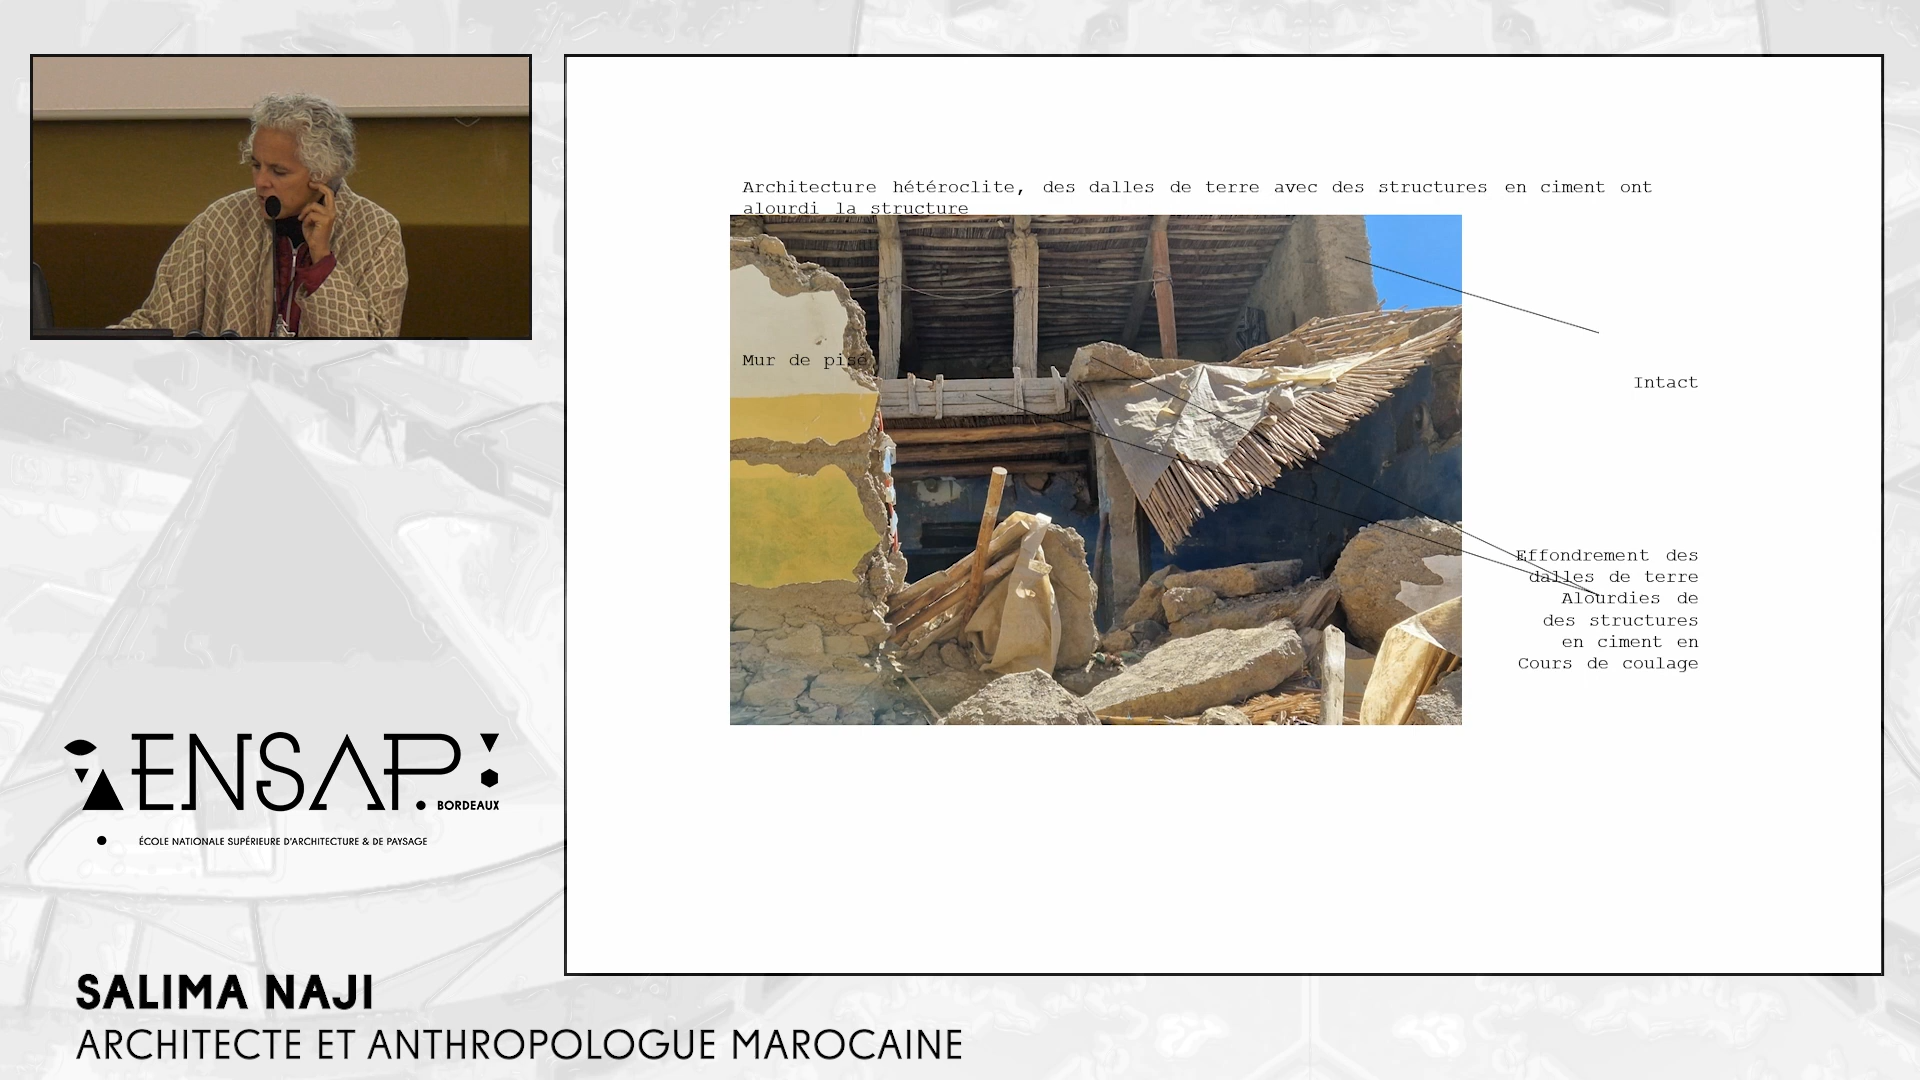 Architecture hétéroclite, des dalles de terre avec des structures en ciment ont
alourdi la structure
Mur de pisé
Intact
Effondrement des
dalles de terre
Alourdies de
des structures
en ciment en
Cours de coulage
ENSAP.
BORDEAUX
ÉCOLE NATIONALE SUPÉRIEURE D'ARCHITECTURE & DE PAYSAGE
SALIMA NAJI
ARCHITECTE ET ANTHROPOLOGUE MAROCAINE